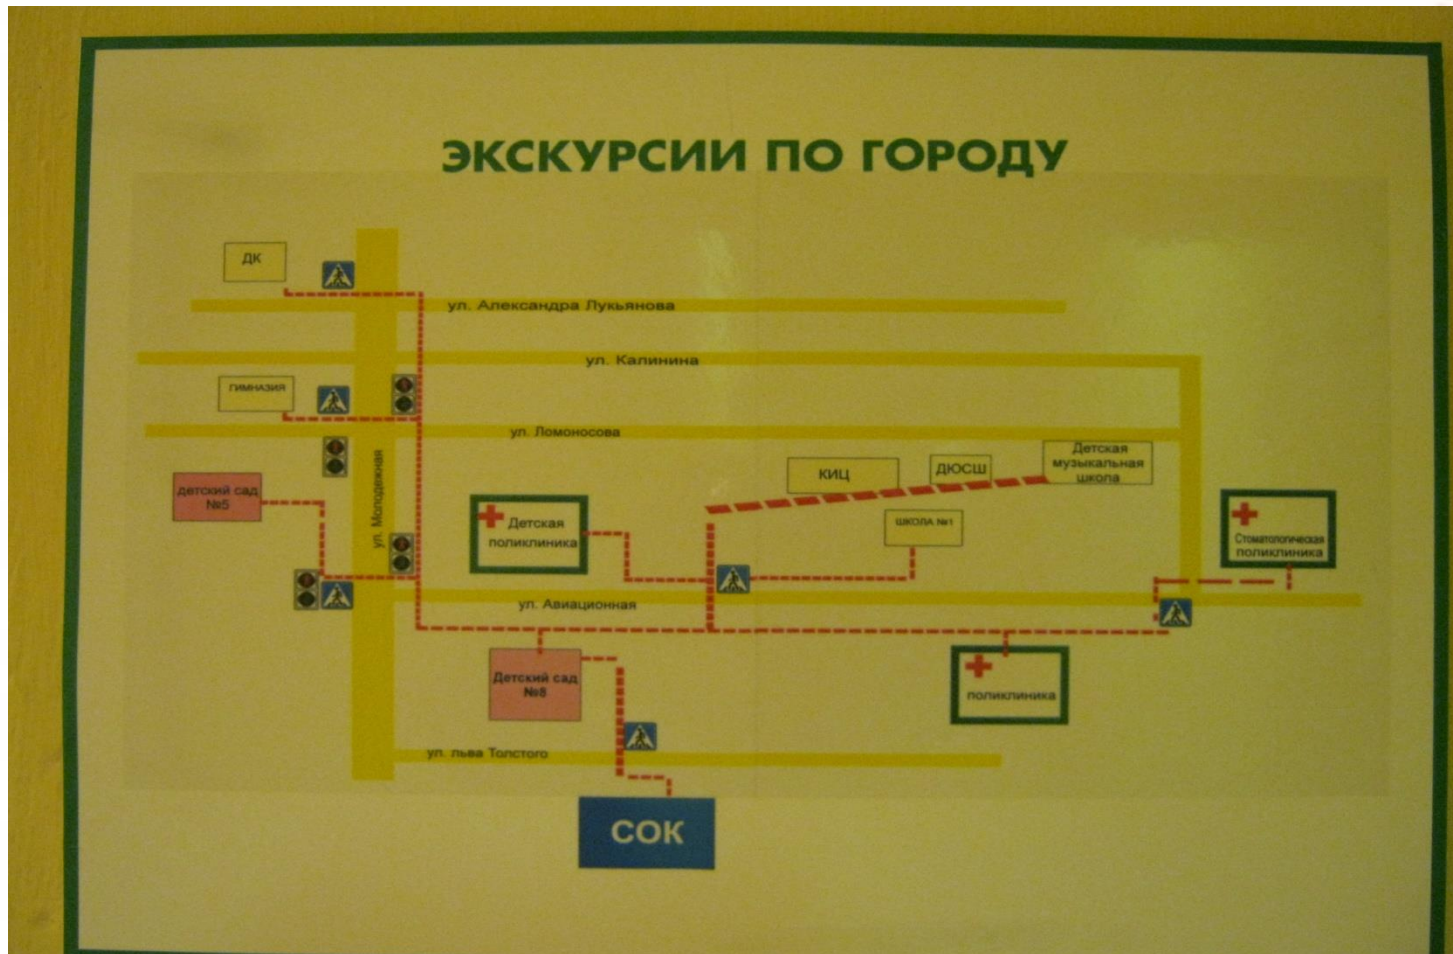 ЭКСКУРСИИ ПО ГОРОДУ
ДК
ул. Александра Лукьянова
ул. Калинина
ГИМНАЗИЯ
ул. Ломоносова
ул. Молодежная
детский сад
№5
Детская
поликлиника
КИЦ
ДЮСШ
Детская
музыкальная
школа
ШКОЛА №1
Стоматологическая
поликлиника
ул. Авиационная
Детский сад
№8
поликлиника
ул. льва Толстого
СОК